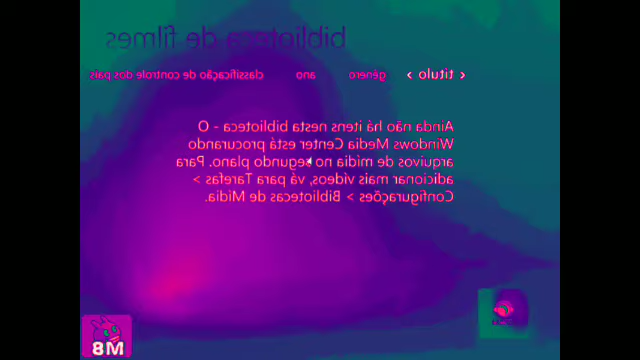 biblioteca de filmes
< título > gênero ano classificação de controle dos pais
Ainda não há itens nesta biblioteca - O
Windows Media Center está procurando
arquivos de mídia no segundo plano. Para
adicionar mais vídeos, vá para Tarefas >
Configurações > Bibliotecas de Mídia.
M8